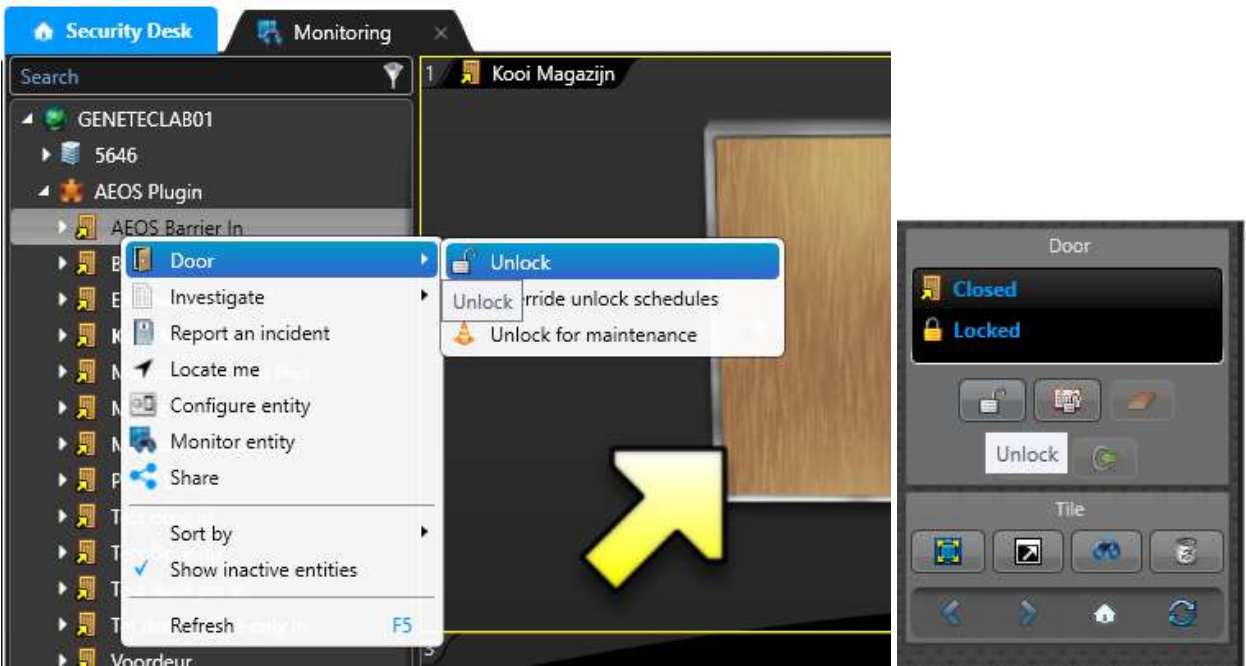 Security Desk
Monitoring
Search
GENETECLAB01
5646
AEOS Plugin
AEOS Barrier In
Voordeur
Door
Investigate
Report an incident
Locate me
Configure entity
Monitor entity
Share
Sort by
Show inactive entities
Refresh F5
Unlock
rride unlock schedules
Unlock for maintenance
Unlock
1 Kooi Magazijn
3
Door
Closed
Locked
Unlock
Tile